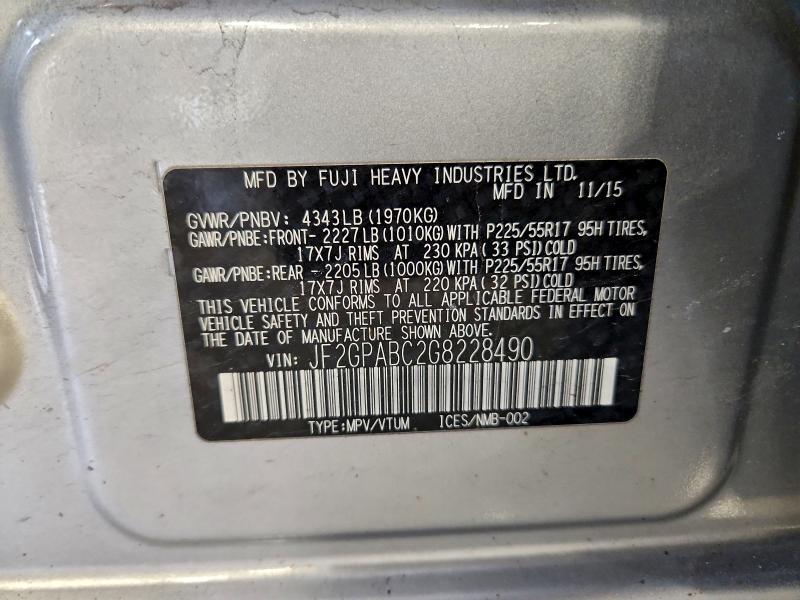 MFD BY FUJI HEAVY INDUSTRIES LTD.
MFD IN 11/15
GVWR/PNBV: 4343LB (1970KG)
GAWR/PNBE:FRONT- 2227LB (1010KG) WITH P225/55R17 95H TIRES,
17X7J RIMS AT 230 KPA ( 33 PSI) COLD
GAWR/PNBE:REAR - 2205LB (1000KG) WITH P225/55R17 95H TIRES,
17X7J RIMS AT 220 KPA ( 32 PSI) COLD
THIS VEHICLE CONFORMS TO ALL APPLICABLE FEDERAL MOTOR
VEHICLE SAFETY AND THEFT PREVENTION STANDARDS IN EFFECT ON
THE DATE OF MANUFACTURE SHOWN ABOVE.
VIN: JF2GPABC2G8228490
TYPE:MPV/VTUM ICES/NMB-002